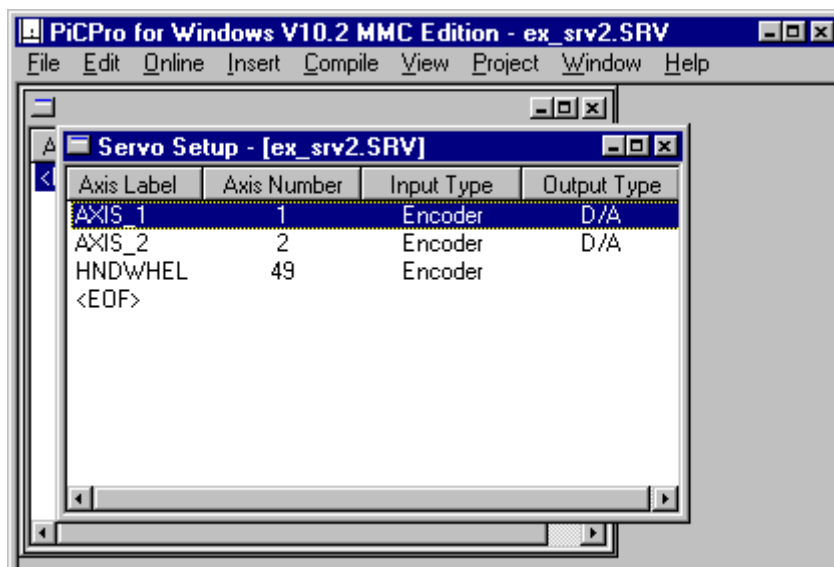 PiCPro for Windows V10.2 MMC Edition - ex_srv2.SRV
File Edit Online Insert Compile View Project Window Help
Servo Setup - [ex_srv2.SRV]
Axis Label Axis Number Input Type Output Type
AXIS_1 1 Encoder D/A
AXIS_2 2 Encoder D/A
HNDWHEL 49 Encoder
<EOF>